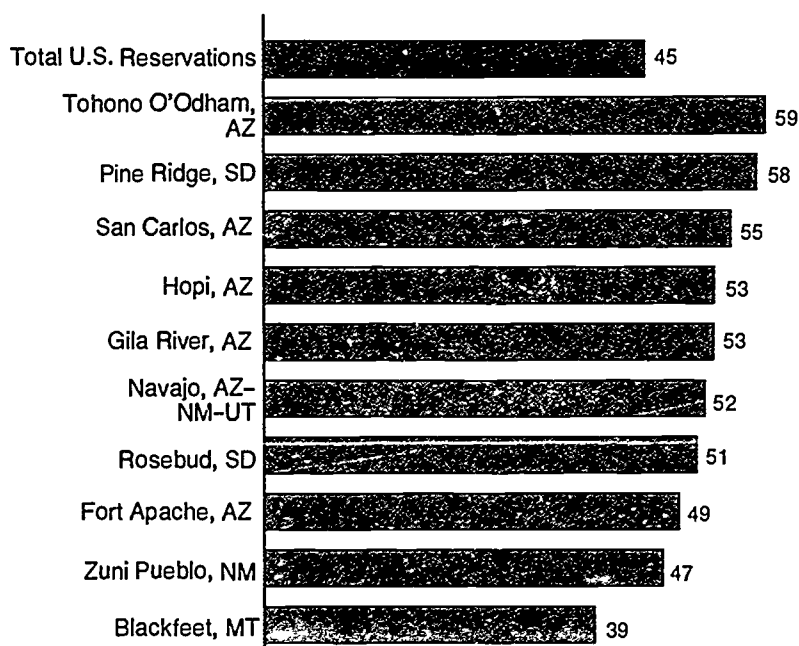 Total U.S. Reservations 45
Tohono O'Odham,
AZ 59
Pine Ridge, SD 58
San Carlos, AZ 55
Hopi, AZ 53
Gila River, AZ 53
Navajo, AZ–
NM–UT 52
Rosebud, SD 51
Fort Apache, AZ 49
Zuni Pueblo, NM 47
Blackfeet, MT 39